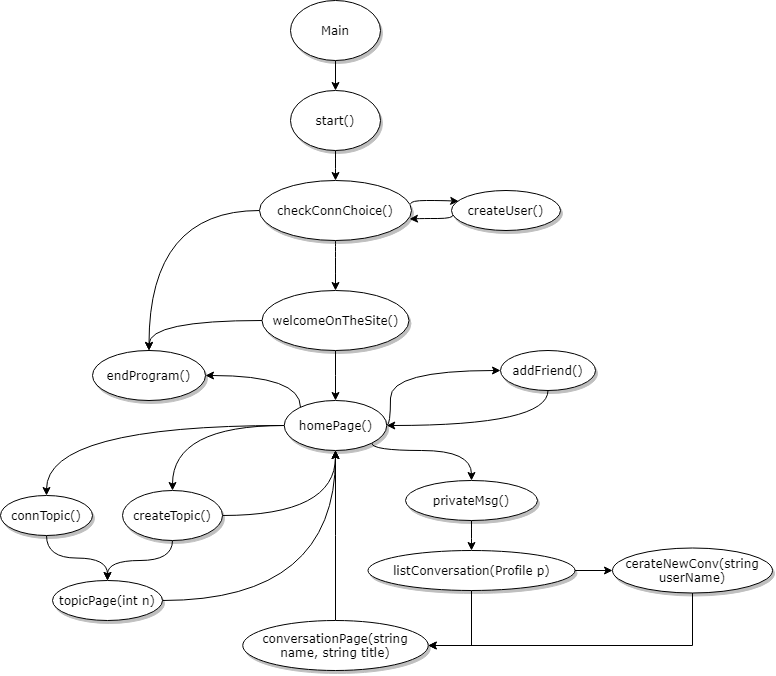 Main
start()
checkConnChoice()
createUser()
welcomeOnTheSite()
endProgram()
addFriend()
homePage()
privateMsg()
connTopic()
createTopic()
listConversation(Profile p)
cerateNewConv(string
userName)
topicPage(int n)
conversationPage(string
name, string title)